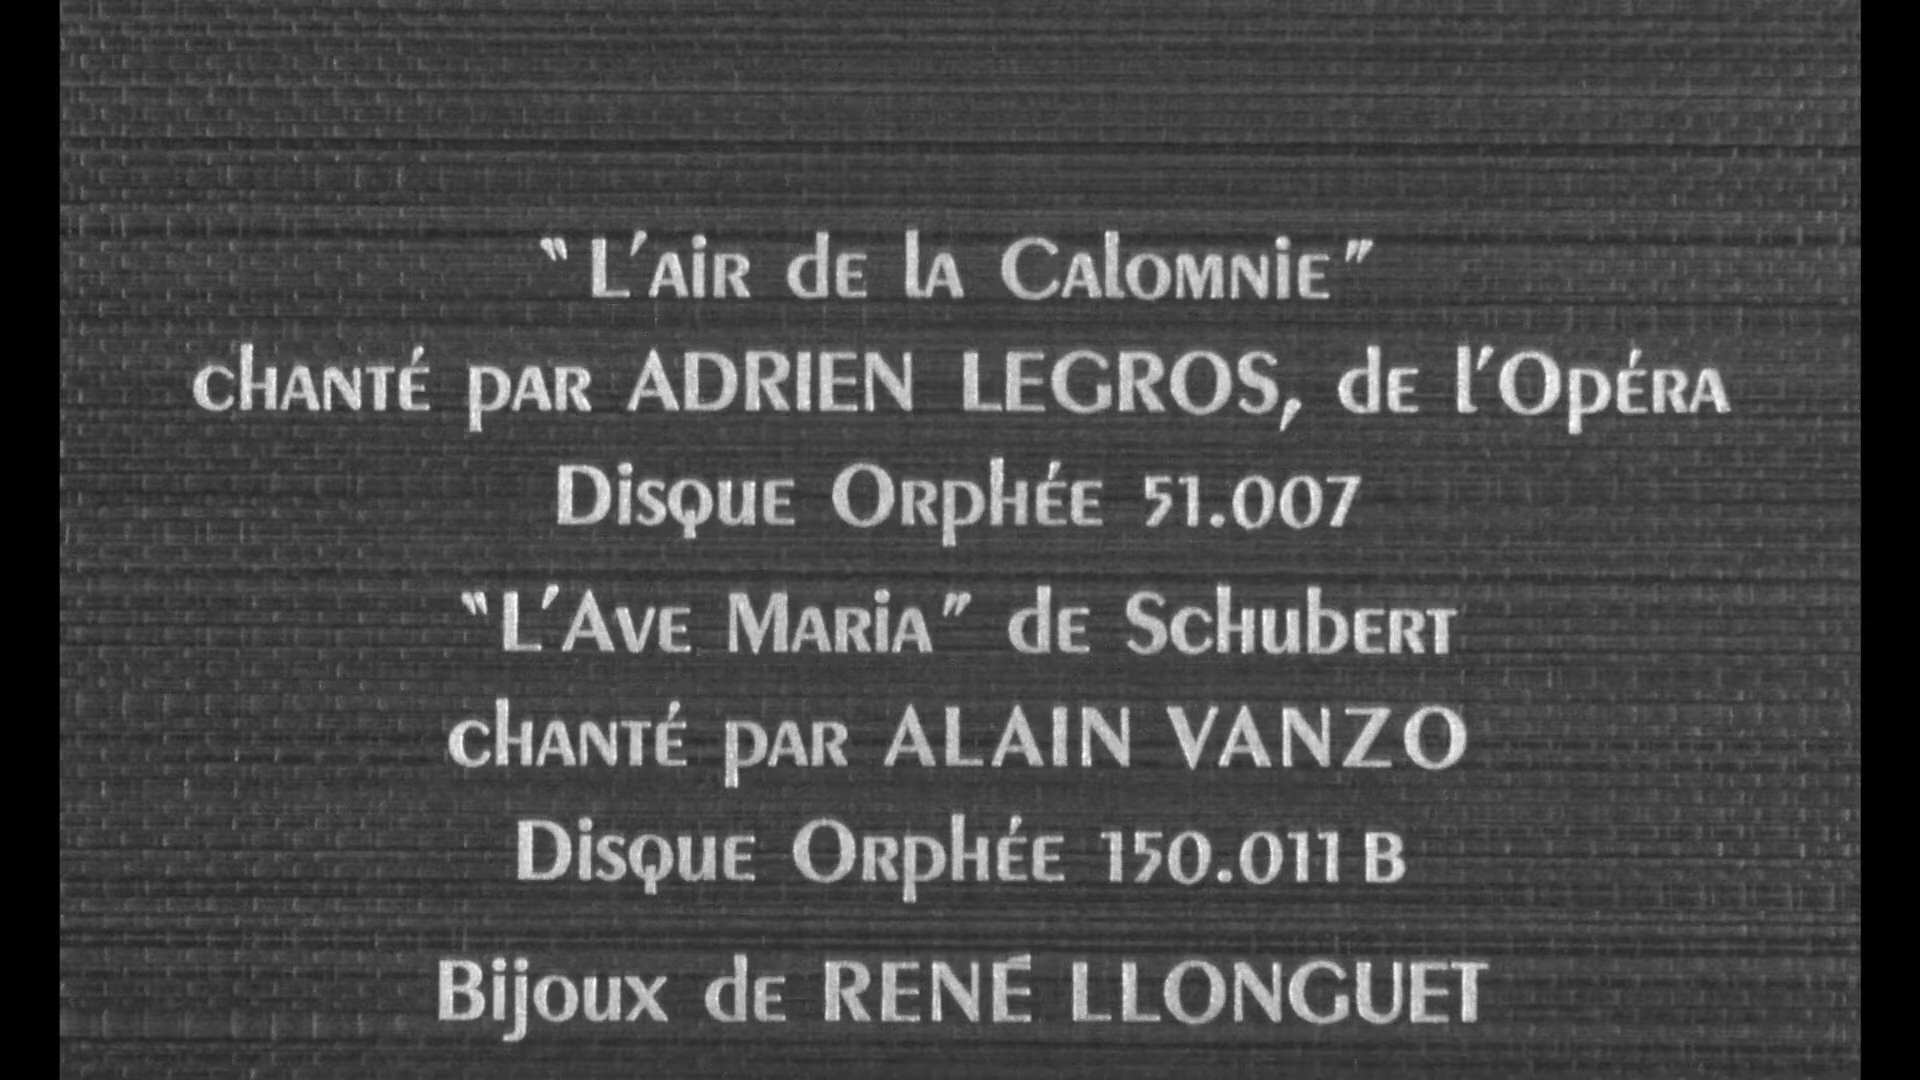 "L'air de la Calomnie"
chanté par ADRIEN LEGROS, de l'Opéra
Disque Orphée 51.007
"L'Ave Maria" de Schubert
chanté par ALAIN VANZO
Disque Orphée 150.011 B
Bijoux de RENÉ LLONGUET